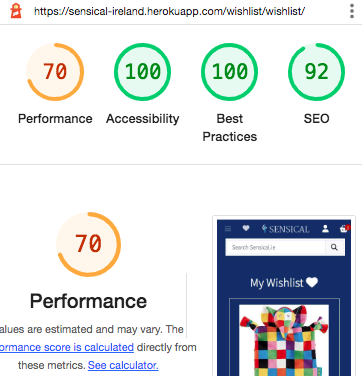 https://sensical-ireland.herokuapp.com/wishlist/wishlist/
70 100 100 92
Performance Accessibility Best Practices SEO
70
Performance
alues are estimated and may vary. The
ormance score is calculated directly from
these metrics. See calculator.
SENSICAL
Search Sensical.ie
My Wishlist